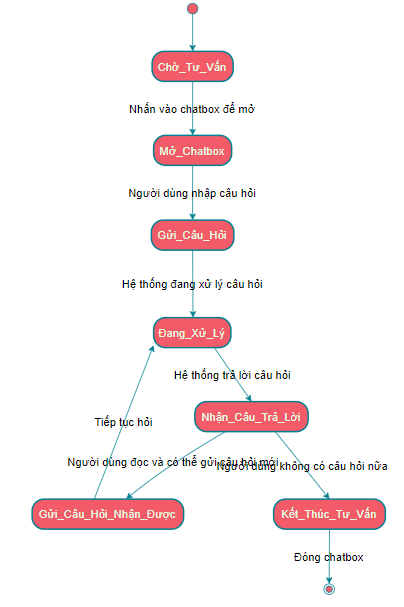 Chờ_Tư_Vấn
Nhấn vào chatbox để mở
Mở_Chatbox
Người dùng nhập câu hỏi
Gửi_Câu_Hỏi
Hệ thống đang xử lý câu hỏi
Đang_Xử_Lý
Hệ thống trả lời câu hỏi
Nhận_Câu_Trả_Lời
Tiếp tục hỏi
Người dùng đọc và có thể gửi câu hỏi mới
Người dùng không có câu hỏi nữa
Gửi_Câu_Hỏi_Nhận_Được
Kết_Thúc_Tư_Vấn
Đóng chatbox